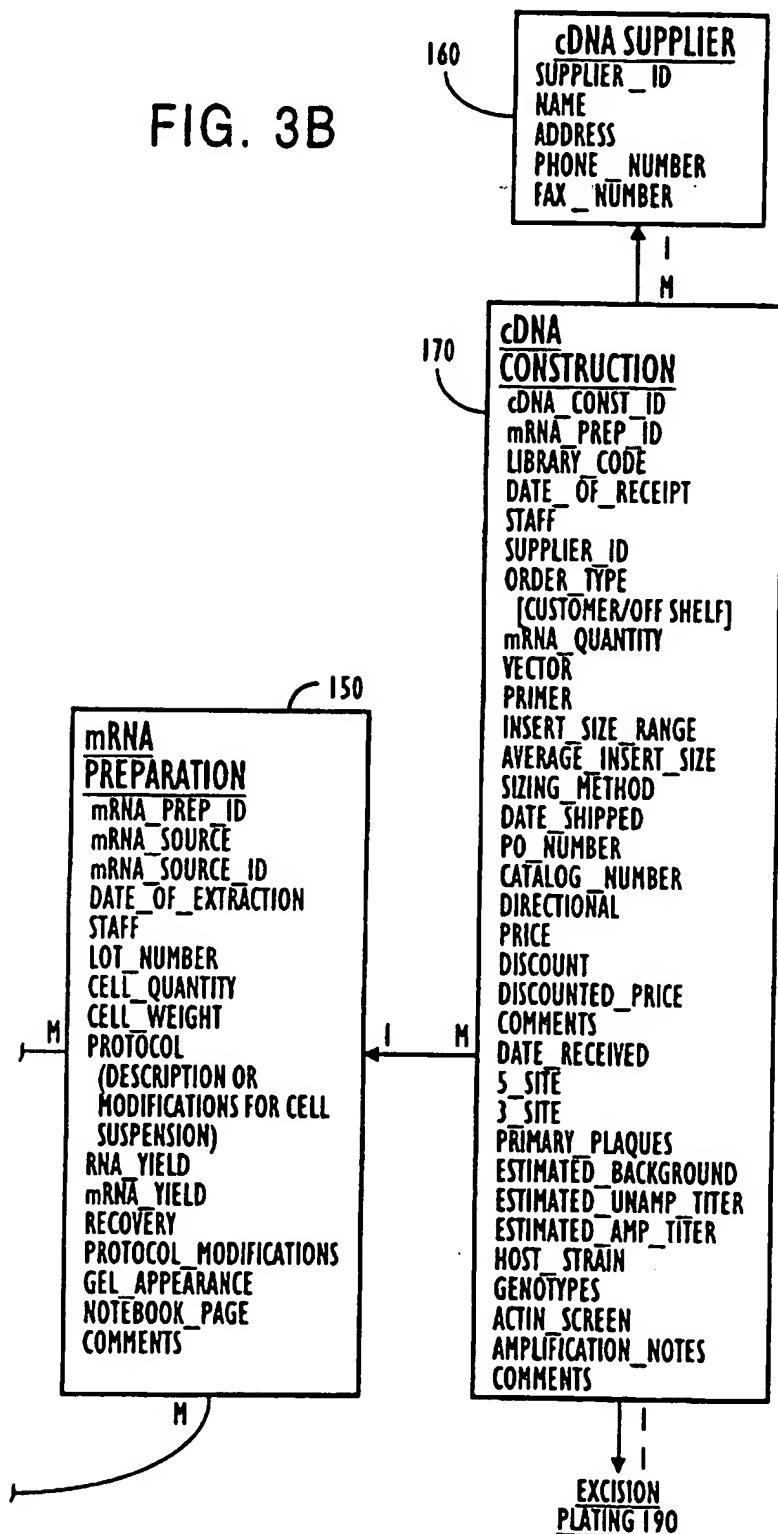 FIG. 3B
160
cDNA SUPPLIER
SUPPLIER_ID
NAME
ADDRESS
PHONE_NUMBER
FAX_NUMBER
1
M
170
cDNA
CONSTRUCTION
cDNA_CONST_ID
mRNA_PREP_ID
LIBRARY_CODE
DATE_OF_RECEIPT
STAFF
SUPPLIER_ID
ORDER_TYPE
[CUSTOMER/OFF SHELF]
mRNA_QUANTITY
VECTOR
PRIMER
INSERT_SIZE_RANGE
AVERAGE_INSERT_SIZE
SIZING_METHOD
DATE_SHIPPED
PO_NUMBER
CATALOG_NUMBER
DIRECTIONAL
PRICE
DISCOUNT
DISCOUNTED_PRICE
COMMENTS
DATE_RECEIVED
5_SITE
3_SITE
PRIMARY_PLAQUES
ESTIMATED_BACKGROUND
ESTIMATED_UNAMP_TITER
ESTIMATED_AMP_TITER
HOST_STRAIN
GENOTYPES
ACTIN_SCREEN
AMPLIFICATION_NOTES
COMMENTS
150
mRNA
PREPARATION
mRNA_PREP_ID
mRNA_SOURCE
mRNA_SOURCE_ID
DATE_OF_EXTRACTION
STAFF
LOT_NUMBER
CELL_QUANTITY
CELL_WEIGHT
PROTOCOL
(DESCRIPTION OR
MODIFICATIONS FOR CELL
SUSPENSION)
RNA_YIELD
mRNA_YIELD
RECOVERY
PROTOCOL_MODIFICATIONS
GEL_APPEARANCE
NOTEBOOK_PAGE
COMMENTS
M
1 M
M
1
1
EXCISION
PLATING 190